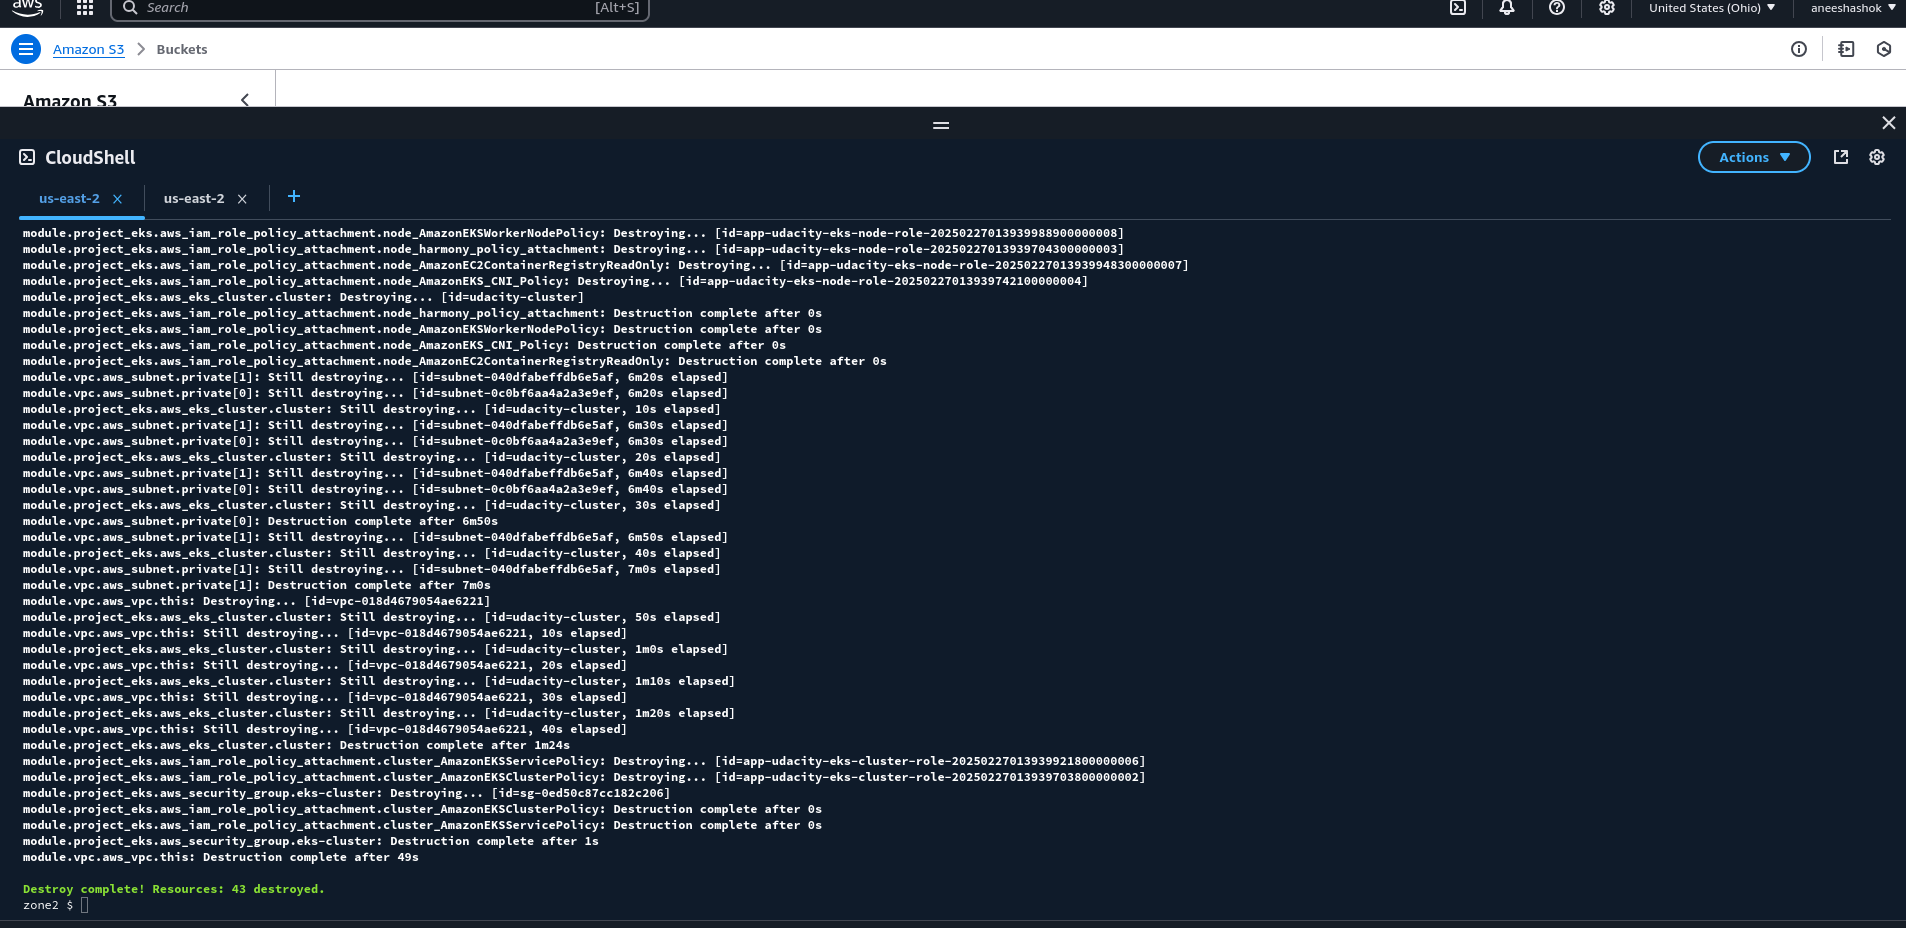 aws
Search
[Alt+S]
United States (Ohio)
aneeshashok
Amazon S3
Buckets
Amazon S3
CloudShell
Actions
us-east-2
us-east-2
module.project_eks.aws_iam_role_policy_attachment.node_AmazonEKSWorkerNodePolicy: Destroying... [id=app-udacity-eks-node-role-20250227013939988900000008]
module.project_eks.aws_iam_role_policy_attachment.node_harmony_policy_attachment: Destroying... [id=app-udacity-eks-node-role-20250227013939704300000003]
module.project_eks.aws_iam_role_policy_attachment.node_AmazonEC2ContainerRegistryReadOnly: Destroying... [id=app-udacity-eks-node-role-20250227013939948300000007]
module.project_eks.aws_iam_role_policy_attachment.node_AmazonEKS_CNI_Policy: Destroying... [id=app-udacity-eks-node-role-20250227013939742100000004]
module.project_eks.aws_eks_cluster.cluster: Destroying... [id=udacity-cluster]
module.project_eks.aws_iam_role_policy_attachment.node_harmony_policy_attachment: Destruction complete after 0s
module.project_eks.aws_iam_role_policy_attachment.node_AmazonEKSWorkerNodePolicy: Destruction complete after 0s
module.project_eks.aws_iam_role_policy_attachment.node_AmazonEKS_CNI_Policy: Destruction complete after 0s
module.project_eks.aws_iam_role_policy_attachment.node_AmazonEC2ContainerRegistryReadOnly: Destruction complete after 0s
module.vpc.aws_subnet.private[1]: Still destroying... [id=subnet-040dfabeffdb6e5af, 6m20s elapsed]
module.vpc.aws_subnet.private[0]: Still destroying... [id=subnet-0c0bf6aa4a2a3e9ef, 6m20s elapsed]
module.project_eks.aws_eks_cluster.cluster: Still destroying... [id=udacity-cluster, 10s elapsed]
module.vpc.aws_subnet.private[1]: Still destroying... [id=subnet-040dfabeffdb6e5af, 6m30s elapsed]
module.vpc.aws_subnet.private[0]: Still destroying... [id=subnet-0c0bf6aa4a2a3e9ef, 6m30s elapsed]
module.project_eks.aws_eks_cluster.cluster: Still destroying... [id=udacity-cluster, 20s elapsed]
module.vpc.aws_subnet.private[1]: Still destroying... [id=subnet-040dfabeffdb6e5af, 6m40s elapsed]
module.vpc.aws_subnet.private[0]: Still destroying... [id=subnet-0c0bf6aa4a2a3e9ef, 6m40s elapsed]
module.project_eks.aws_eks_cluster.cluster: Still destroying... [id=udacity-cluster, 30s elapsed]
module.vpc.aws_subnet.private[0]: Destruction complete after 6m50s
module.vpc.aws_subnet.private[1]: Still destroying... [id=subnet-040dfabeffdb6e5af, 6m50s elapsed]
module.project_eks.aws_eks_cluster.cluster: Still destroying... [id=udacity-cluster, 40s elapsed]
module.vpc.aws_subnet.private[1]: Still destroying... [id=subnet-040dfabeffdb6e5af, 7m0s elapsed]
module.vpc.aws_subnet.private[1]: Destruction complete after 7m0s
module.vpc.aws_vpc.this: Destroying... [id=vpc-018d4679054ae6221]
module.project_eks.aws_eks_cluster.cluster: Still destroying... [id=udacity-cluster, 50s elapsed]
module.vpc.aws_vpc.this: Still destroying... [id=vpc-018d4679054ae6221, 10s elapsed]
module.project_eks.aws_eks_cluster.cluster: Still destroying... [id=udacity-cluster, 1m0s elapsed]
module.vpc.aws_vpc.this: Still destroying... [id=vpc-018d4679054ae6221, 20s elapsed]
module.project_eks.aws_eks_cluster.cluster: Still destroying... [id=udacity-cluster, 1m10s elapsed]
module.vpc.aws_vpc.this: Still destroying... [id=vpc-018d4679054ae6221, 30s elapsed]
module.project_eks.aws_eks_cluster.cluster: Still destroying... [id=udacity-cluster, 1m20s elapsed]
module.vpc.aws_vpc.this: Still destroying... [id=vpc-018d4679054ae6221, 40s elapsed]
module.project_eks.aws_eks_cluster.cluster: Destruction complete after 1m24s
module.project_eks.aws_iam_role_policy_attachment.cluster_AmazonEKSServicePolicy: Destroying... [id=app-udacity-eks-cluster-role-20250227013939921800000006]
module.project_eks.aws_iam_role_policy_attachment.cluster_AmazonEKSClusterPolicy: Destroying... [id=app-udacity-eks-cluster-role-20250227013939703800000002]
module.project_eks.aws_security_group.eks-cluster: Destroying... [id=sg-0ed50c87cc182c206]
module.project_eks.aws_iam_role_policy_attachment.cluster_AmazonEKSClusterPolicy: Destruction complete after 0s
module.project_eks.aws_iam_role_policy_attachment.cluster_AmazonEKSServicePolicy: Destruction complete after 0s
module.project_eks.aws_security_group.eks-cluster: Destruction complete after 1s
module.vpc.aws_vpc.this: Destruction complete after 49s
Destroy complete! Resources: 43 destroyed.
zone2 $